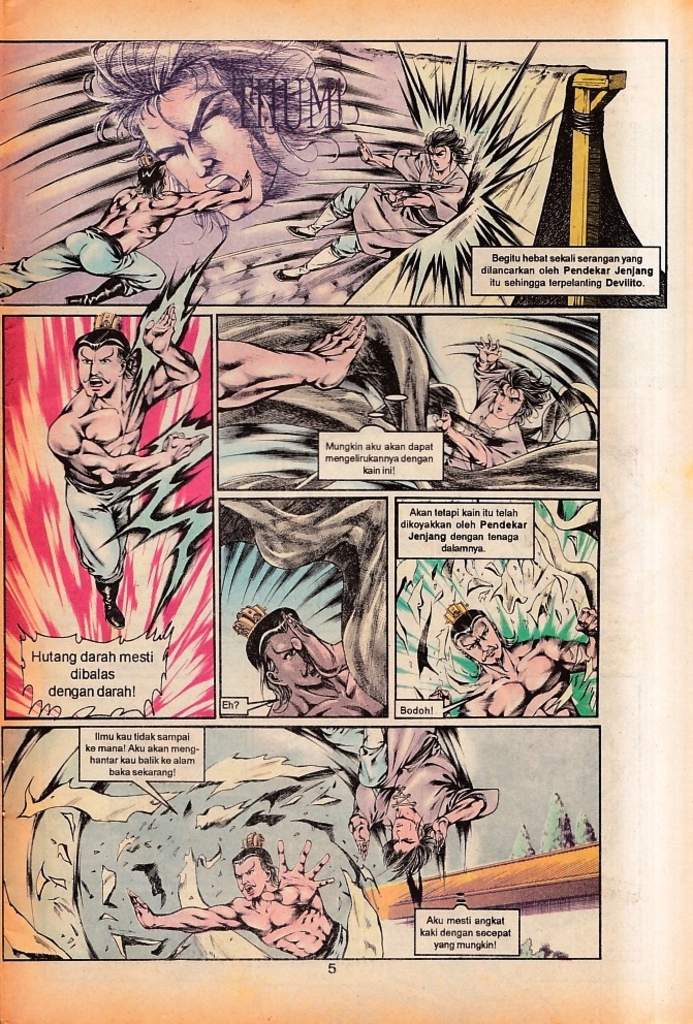 THUM!
Begitu hebat sekali serangan yang
dilancarkan oleh Pendekar Jenjang
itu sehingga terpelanting Devilito.
Hutang darah mesti
dibalas
dengan darah!
Mungkin aku akan dapat
mengelirukannya dengan
kain ini!
Eh?
Akan tetapi kain itu telah
dikoyakkan oleh Pendekar
Jenjang dengan tenaga
dalamnya.
Bodoh!
Ilmu kau tidak sampai
ke mana! Aku akan meng-
hantar kau balik ke alam
baka sekarang!
Aku mesti angkat
kaki dengan secepat
yang mungkin!
5